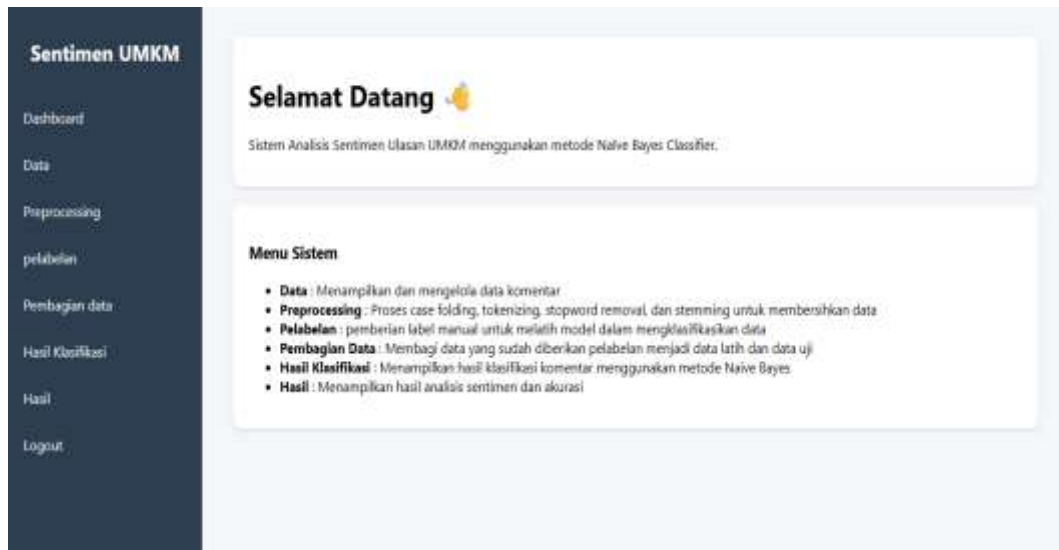 Sentimen UMKM
Dashboard
Data
Preprocessing
pelabelan
Pembagian data
Hasil Klasifikasi
Hasil
Logout
Selamat Datang 👋
Sistem Analisis Sentimen Ulasan UMKM menggunakan metode Naïve Bayes Classifier.
Menu Sistem
• Data : Menampilkan dan mengelola data komentar
• Preprocessing : Proses case folding, tokenizing, stopword removal, dan stemming untuk membersihkan data
• Pelabelan : pemberian label manual untuk melatih model dalam mengklasifikasikan data
• Pembagian Data : Membagi data yang sudah diberikan pelabelan menjadi data latih dan data uji
• Hasil Klasifikasi : Menampilkan hasil klasifikasi komentar menggunakan metode Naive Bayes
• Hasil : Menampilkan hasil analisis sentimen dan akurasi